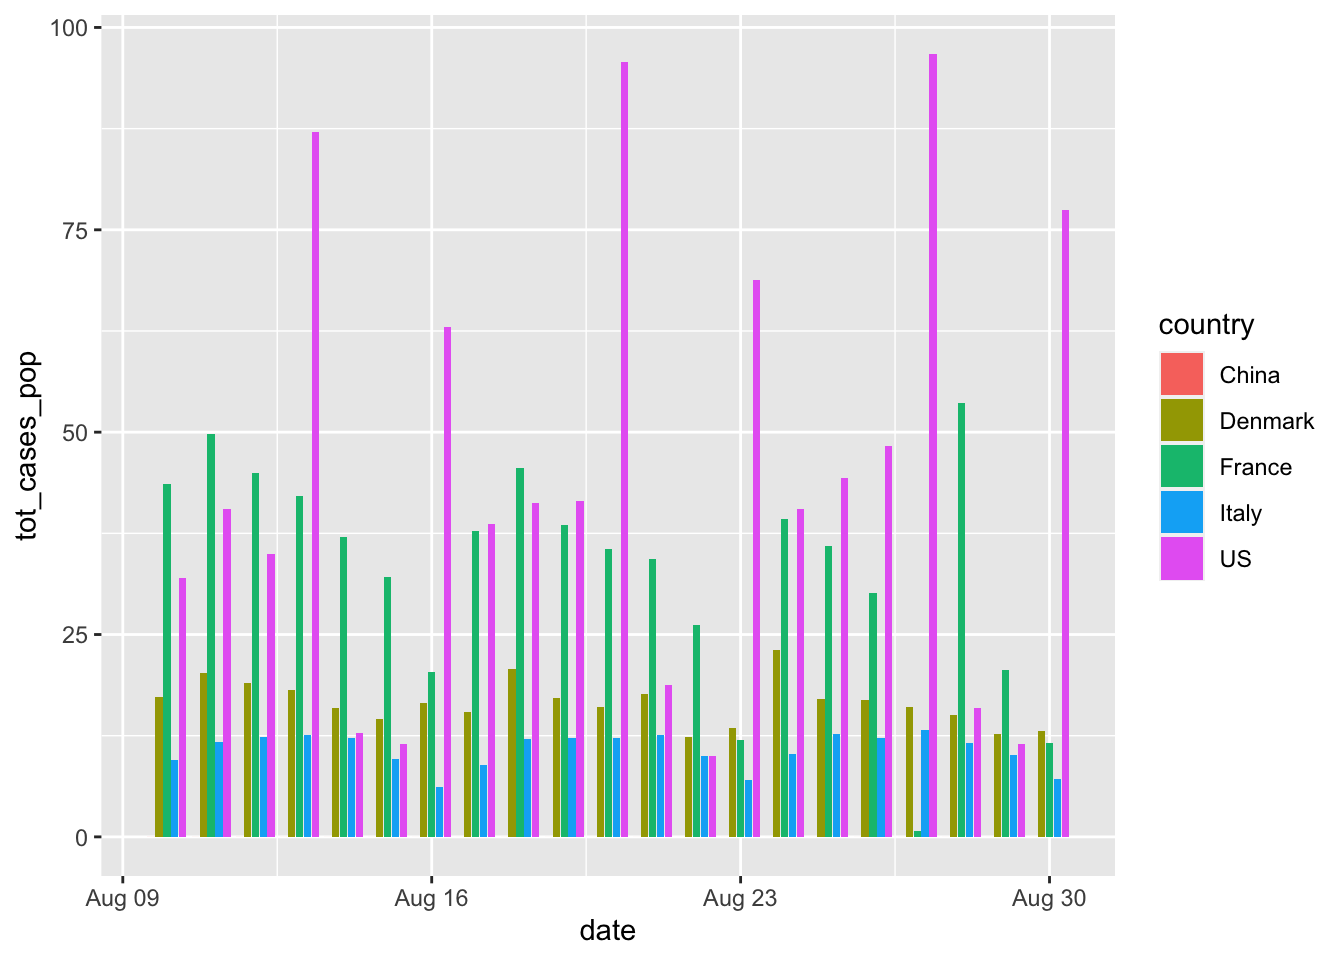 100
75
50
25
0
tot_cases_pop
Aug 09 Aug 16 Aug 23 Aug 30
date
country
China
Denmark
France
Italy
US